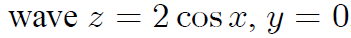 wave z = 2 cos x, y = 0